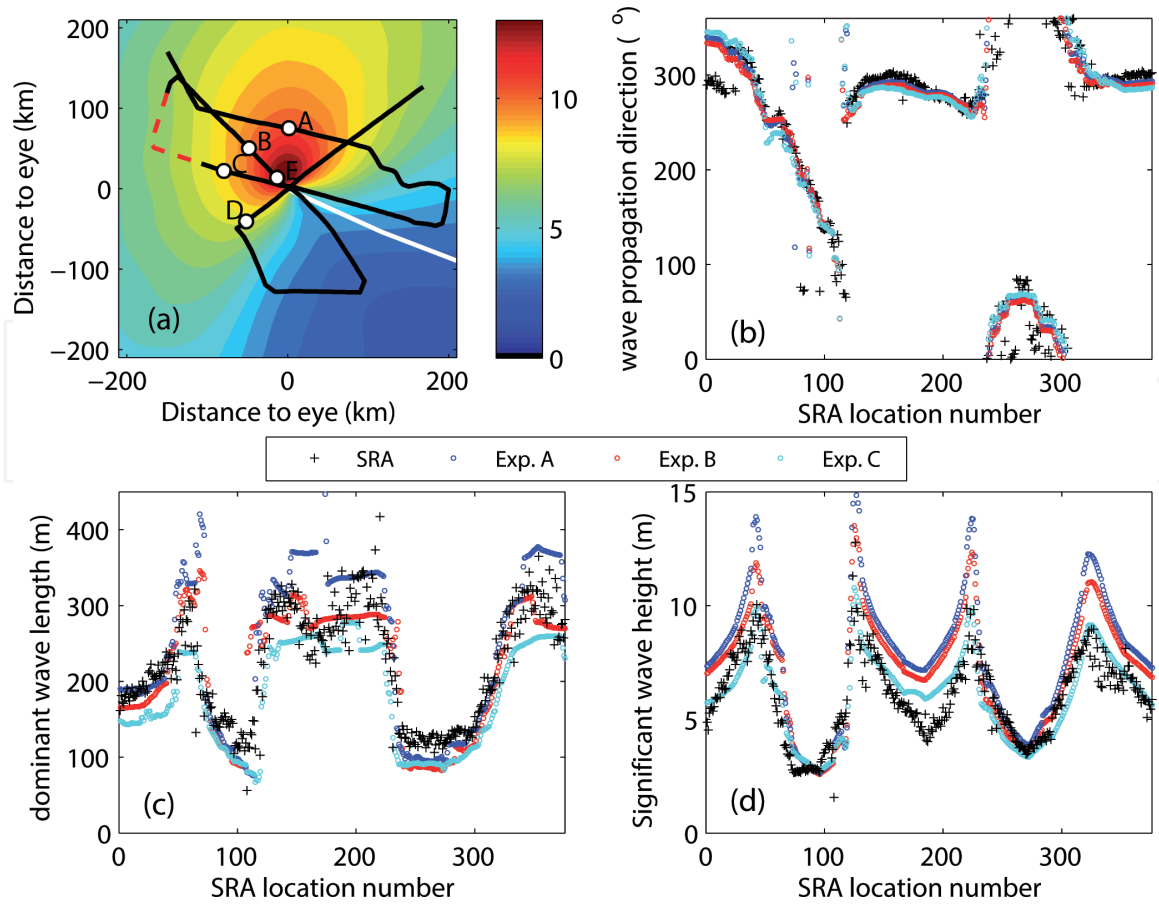 Distance to eye (km)
200
100
0
−100
−200
−200
0
200
Distance to eye (km)
A
B
C
D
E
(a)
10
5
0
wave propagation direction ( °)
300
200
100
0
0
100
200
300
SRA location number
(b)
SRA
Exp. A
Exp. B
Exp. C
dominant wave length (m)
400
300
200
100
0
0
100
200
300
SRA location number
(c)
Significant wave height (m)
15
10
5
0
0
100
200
300
SRA location number
(d)